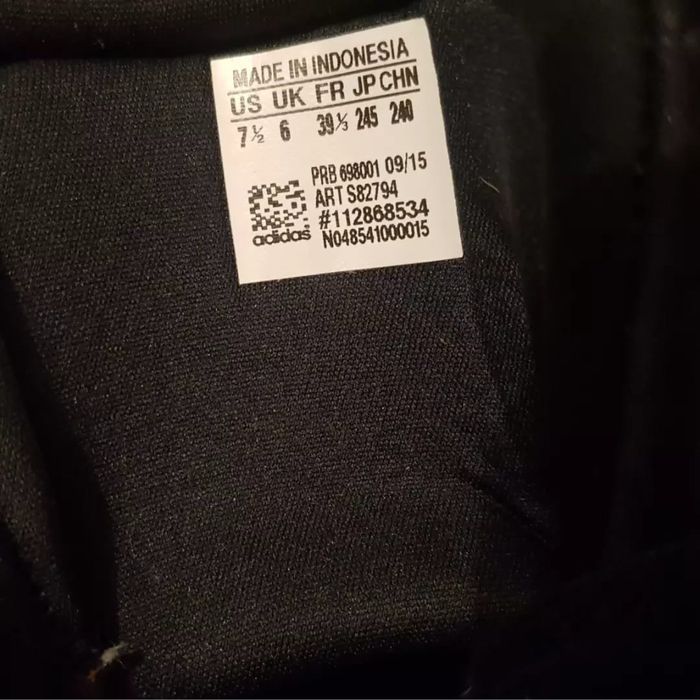 MADE IN INDONESIA
US UK FR JP CHN
7½ 6 39⅓ 245 240
PRB 698001 09/15
ART S82794
#112868534
N048541000015
adidas